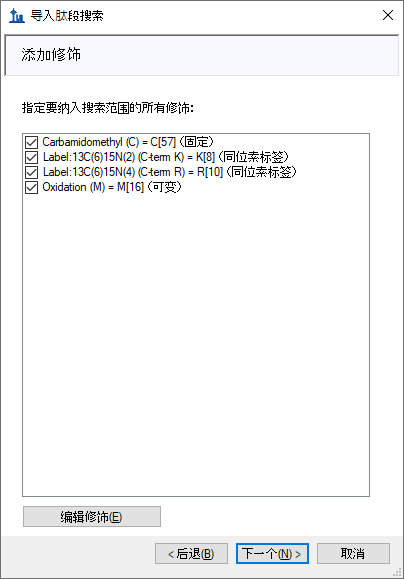 导入肽段搜索
添加修饰
指定要纳入搜索范围的所有修饰:
Carbamidomethyl (C) = C[57] (固定)
Label:13C(6)15N(2) (C-term K) = K[8] (同位素标签)
Label:13C(6)15N(4) (C-term R) = R[10] (同位素标签)
Oxidation (M) = M[16] (可变)
编辑修饰(E)
< 后退(B) 下一个(N) > 取消